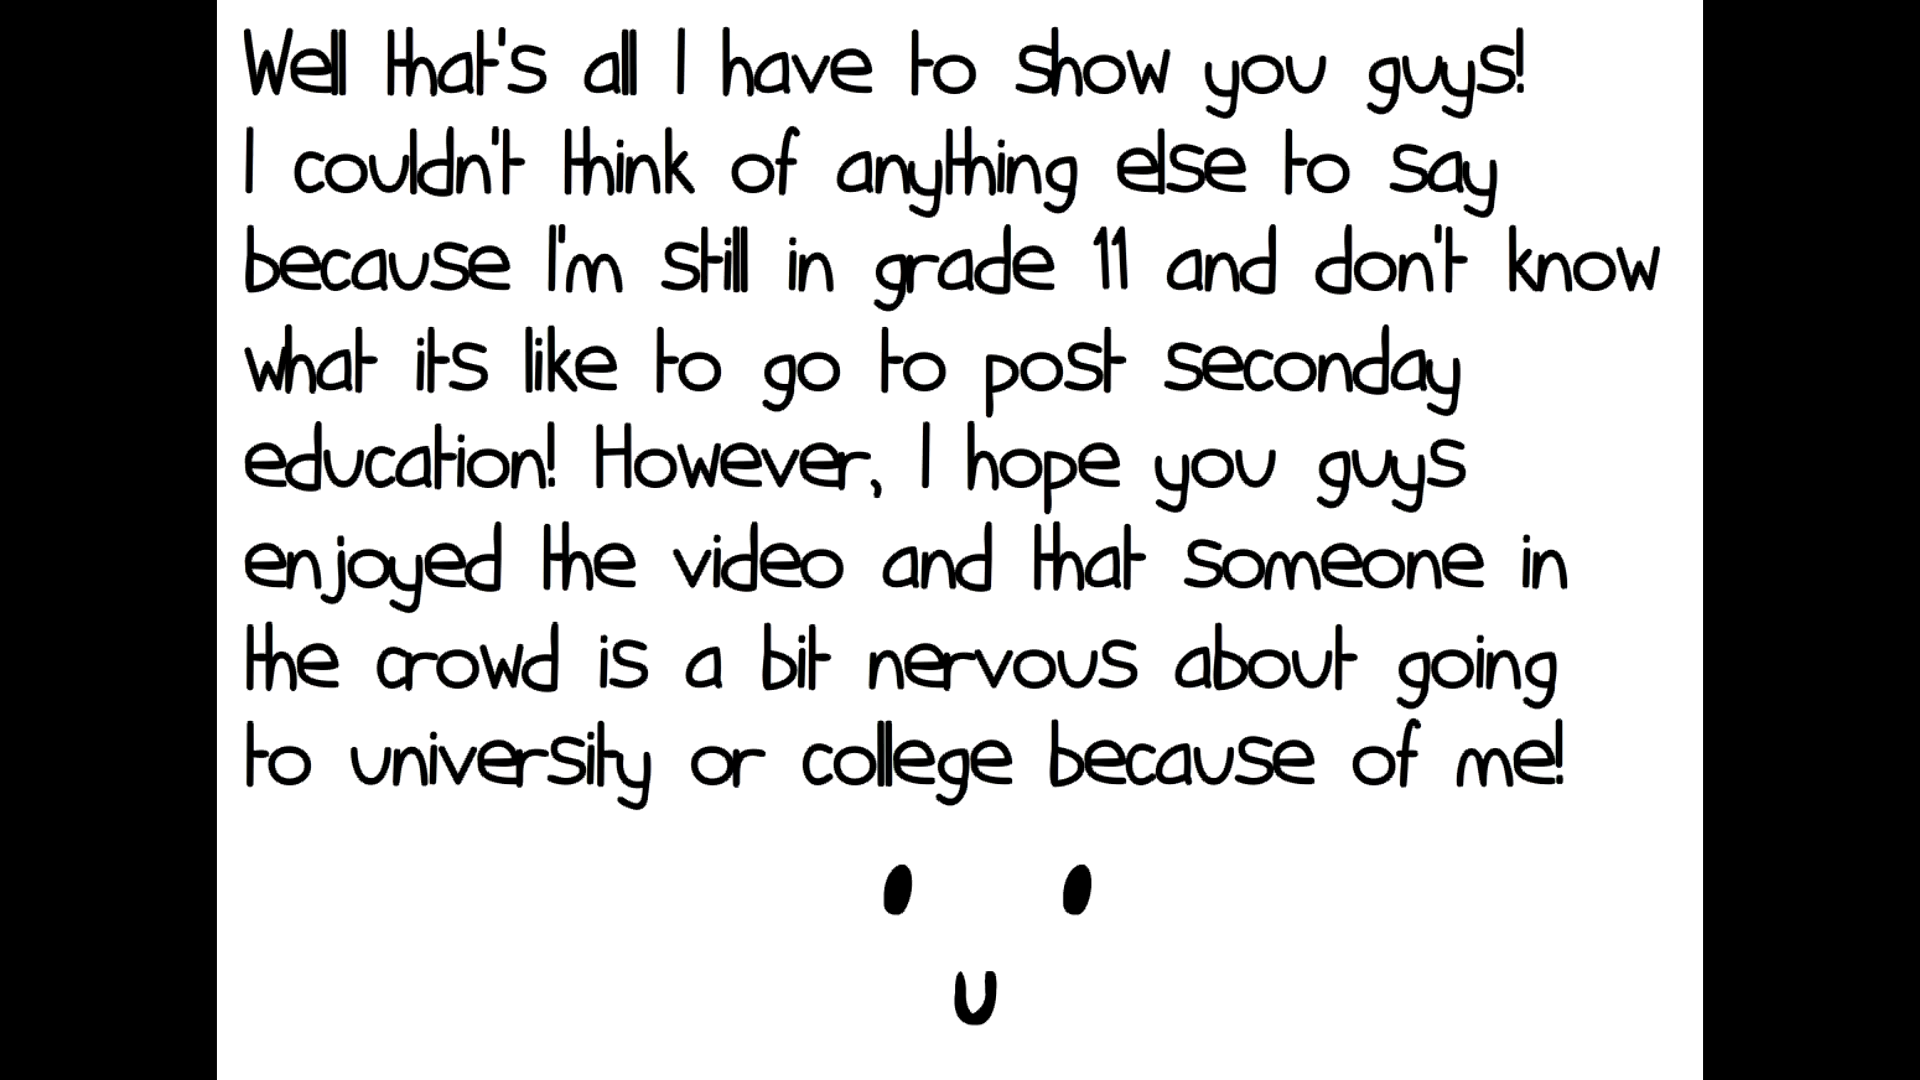 Well that's all I have to show you guys!
I couldn't think of anything else to say
because I'm still in grade 11 and don't know
what its like to go to post seconday
education! However, I hope you guys
enjoyed the video and that someone in
the crowd is a bit nervous about going
to university or college because of me!